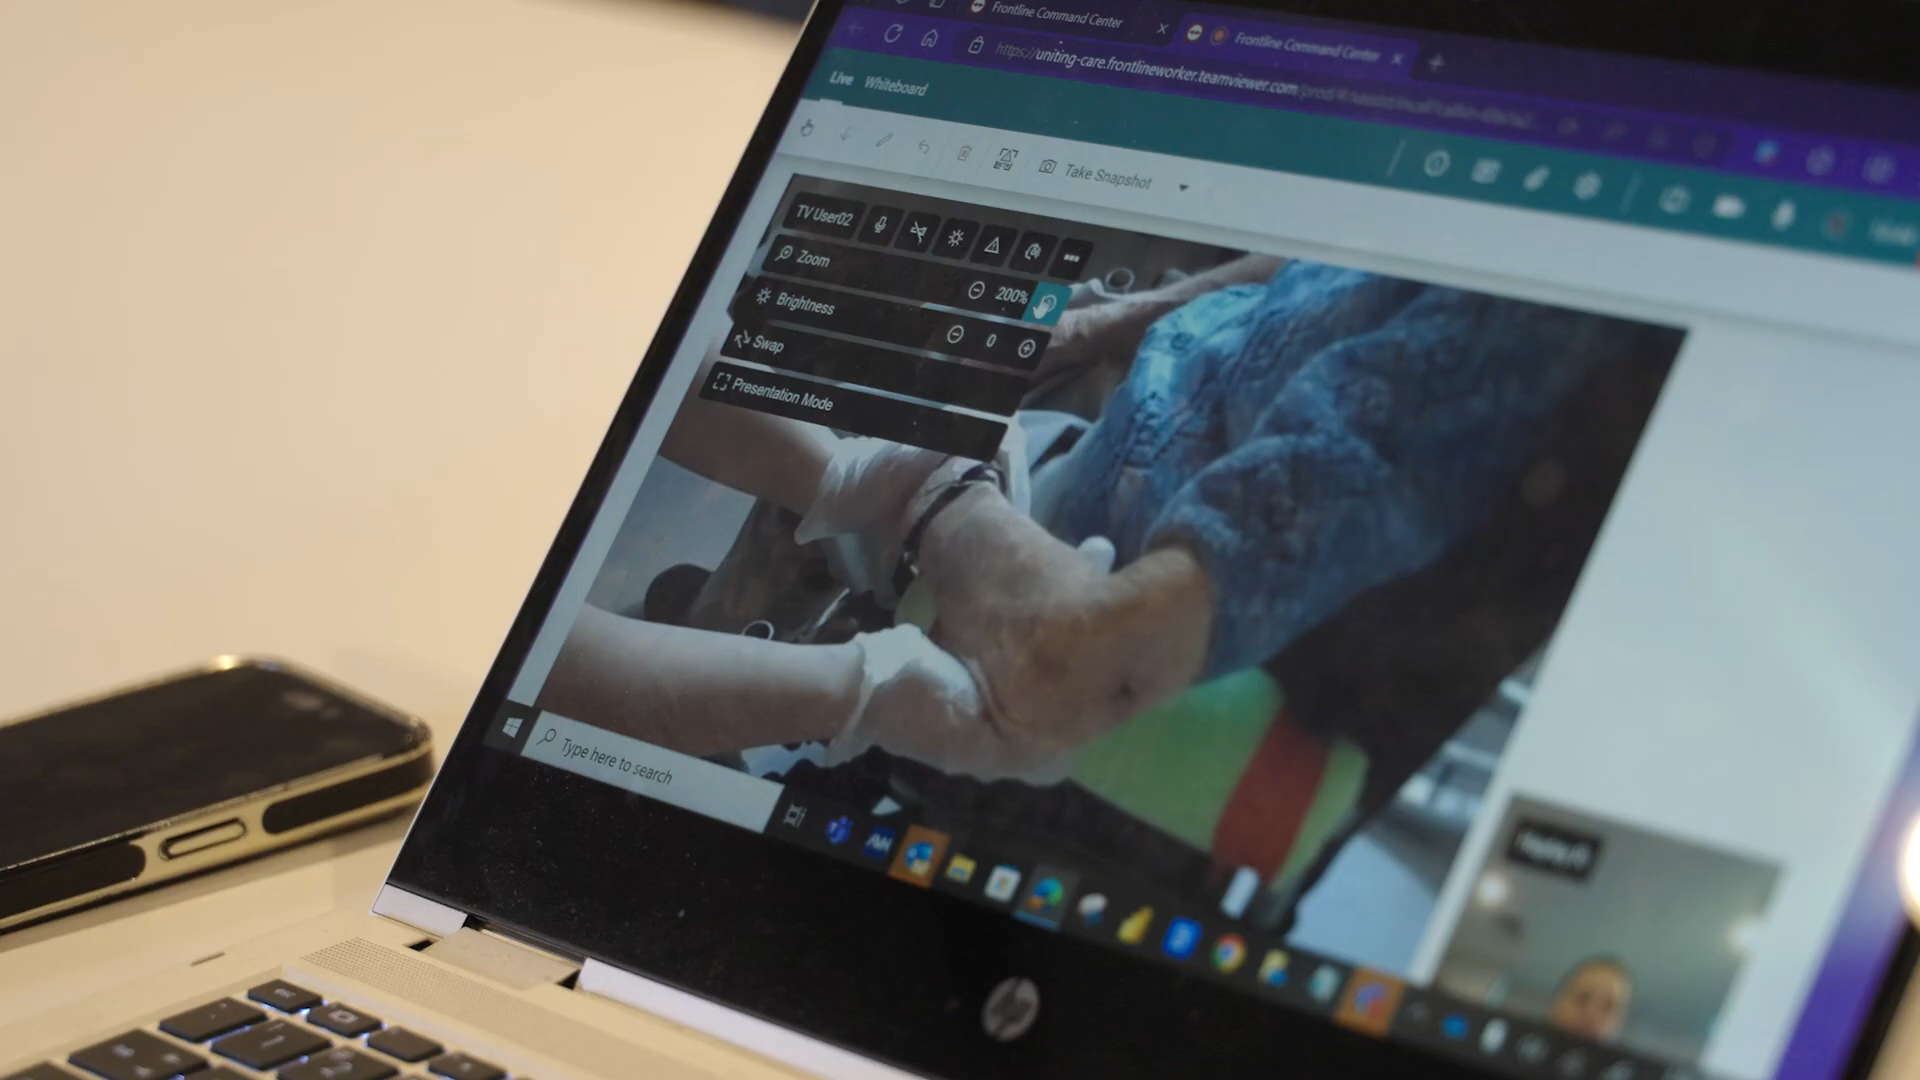 Frontline Command Center
Frontline Command Center
https://uniting-care.frontlineworker.teamviewer.com
Live Whiteboard
Take Snapshot
TV User02
Zoom
200%
Brightness
0
Swap
Presentation Mode
Type here to search
hp